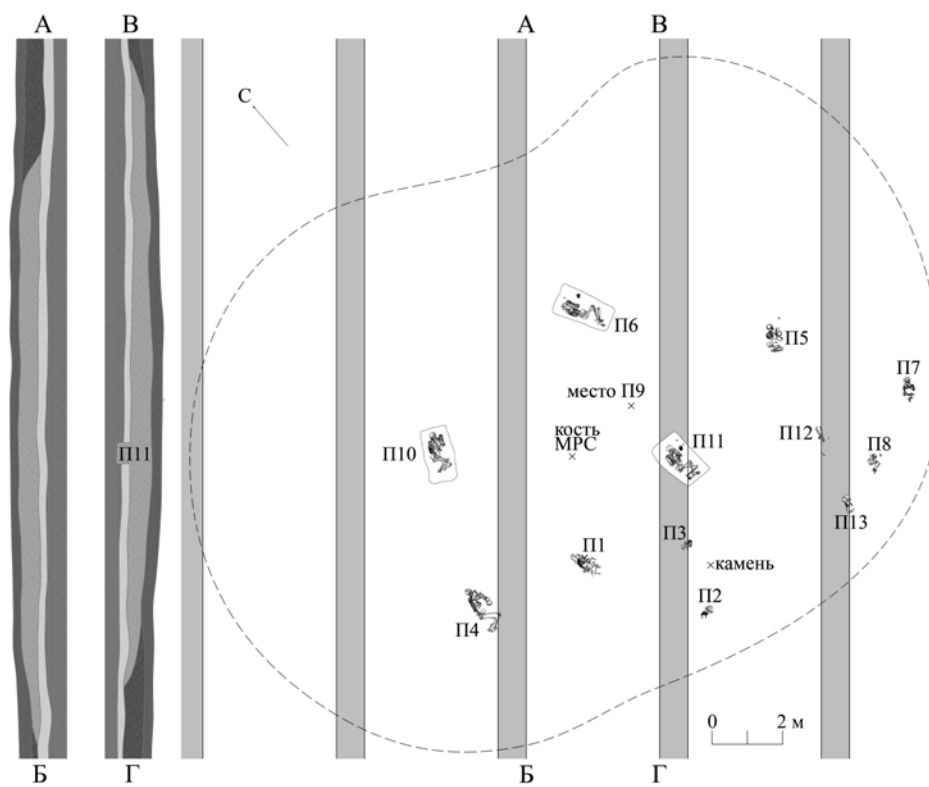 А
В
А
В
С
П6
П5
П7
место П9
кость
МРС
П11
П10
П11
П12
П8
П13
П3
П1
камень
П2
П4
0
2 м
Б
Г
Б
Г